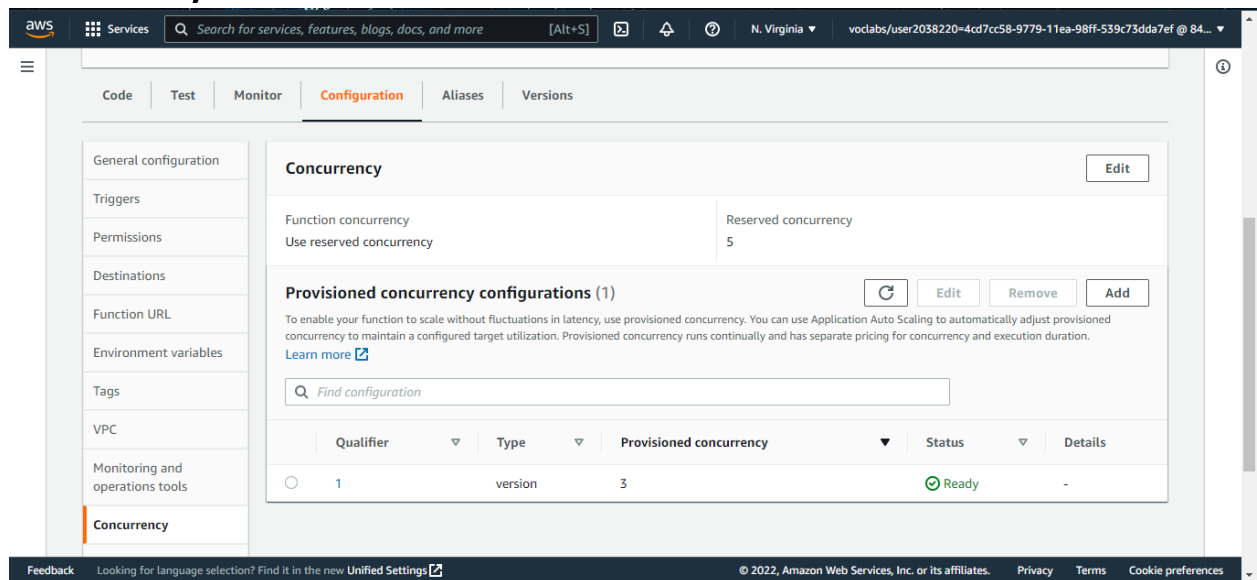 aws
Services
Search for services, features, blogs, docs, and more
[Alt+S]
N. Virginia ▼
voclabs/user2038220=4cd7cc58-9779-11ea-98ff-539c73dda7ef @ 84... ▼
Code
Test
Monitor
Configuration
Aliases
Versions
General configuration
Triggers
Permissions
Destinations
Function URL
Environment variables
Tags
VPC
Monitoring and
operations tools
Concurrency
Concurrency
Edit
Function concurrency
Use reserved concurrency
Reserved concurrency
5
Provisioned concurrency configurations (1)
Edit
Remove
Add
To enable your function to scale without fluctuations in latency, use provisioned concurrency. You can use Application Auto Scaling to automatically adjust provisioned
concurrency to maintain a configured target utilization. Provisioned concurrency runs continually and has separate pricing for concurrency and execution duration.
Learn more
Find configuration
Qualifier
Type
Provisioned concurrency
Status
Details
1
version
3
Ready
-
Feedback
Looking for language selection? Find it in the new Unified Settings
© 2022, Amazon Web Services, Inc. or its affiliates.
Privacy
Terms
Cookie preferences